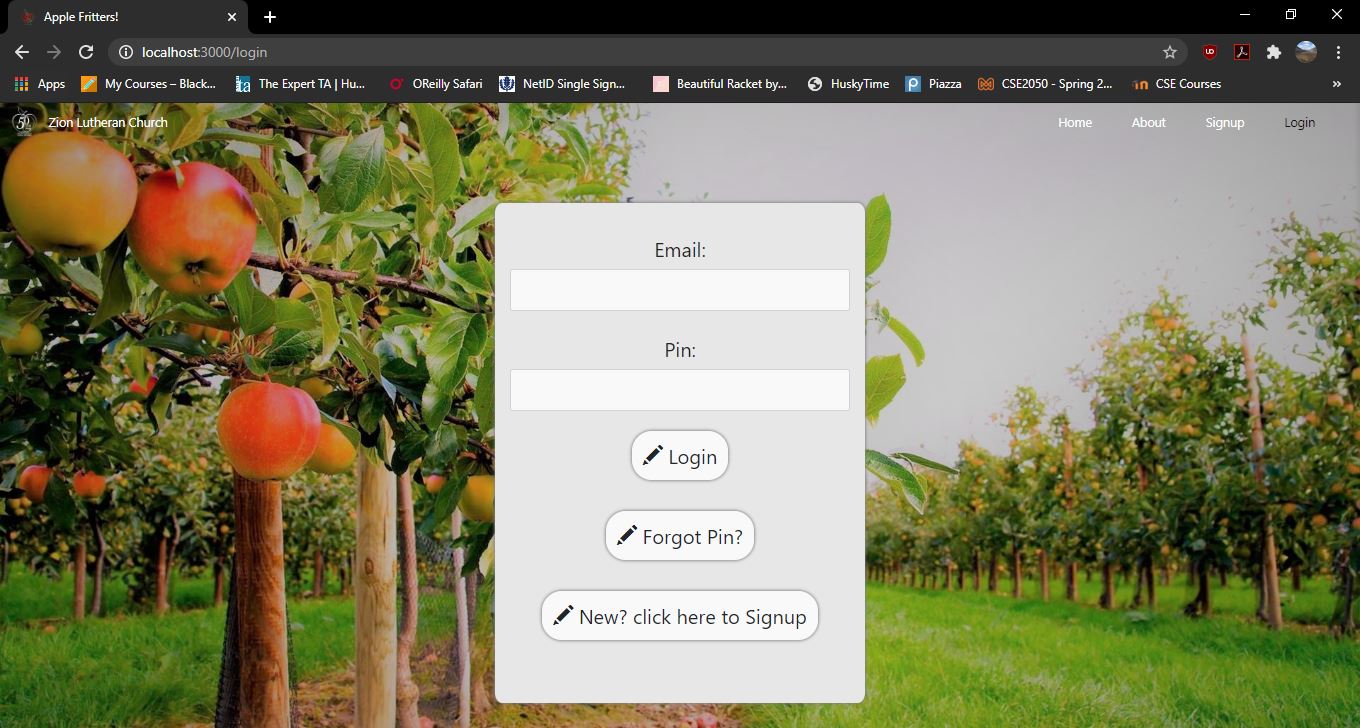 Apple Fritters!
localhost:3000/login
Apps My Courses – Black... The Expert TA | Hu... OReilly Safari NetID Single Sign... Beautiful Racket by... HuskyTime Piazza CSE2050 - Spring 2... CSE Courses »
50 Zion Lutheran Church Home About Signup Login
Email:
Pin:
Login
Forgot Pin?
New? click here to Signup